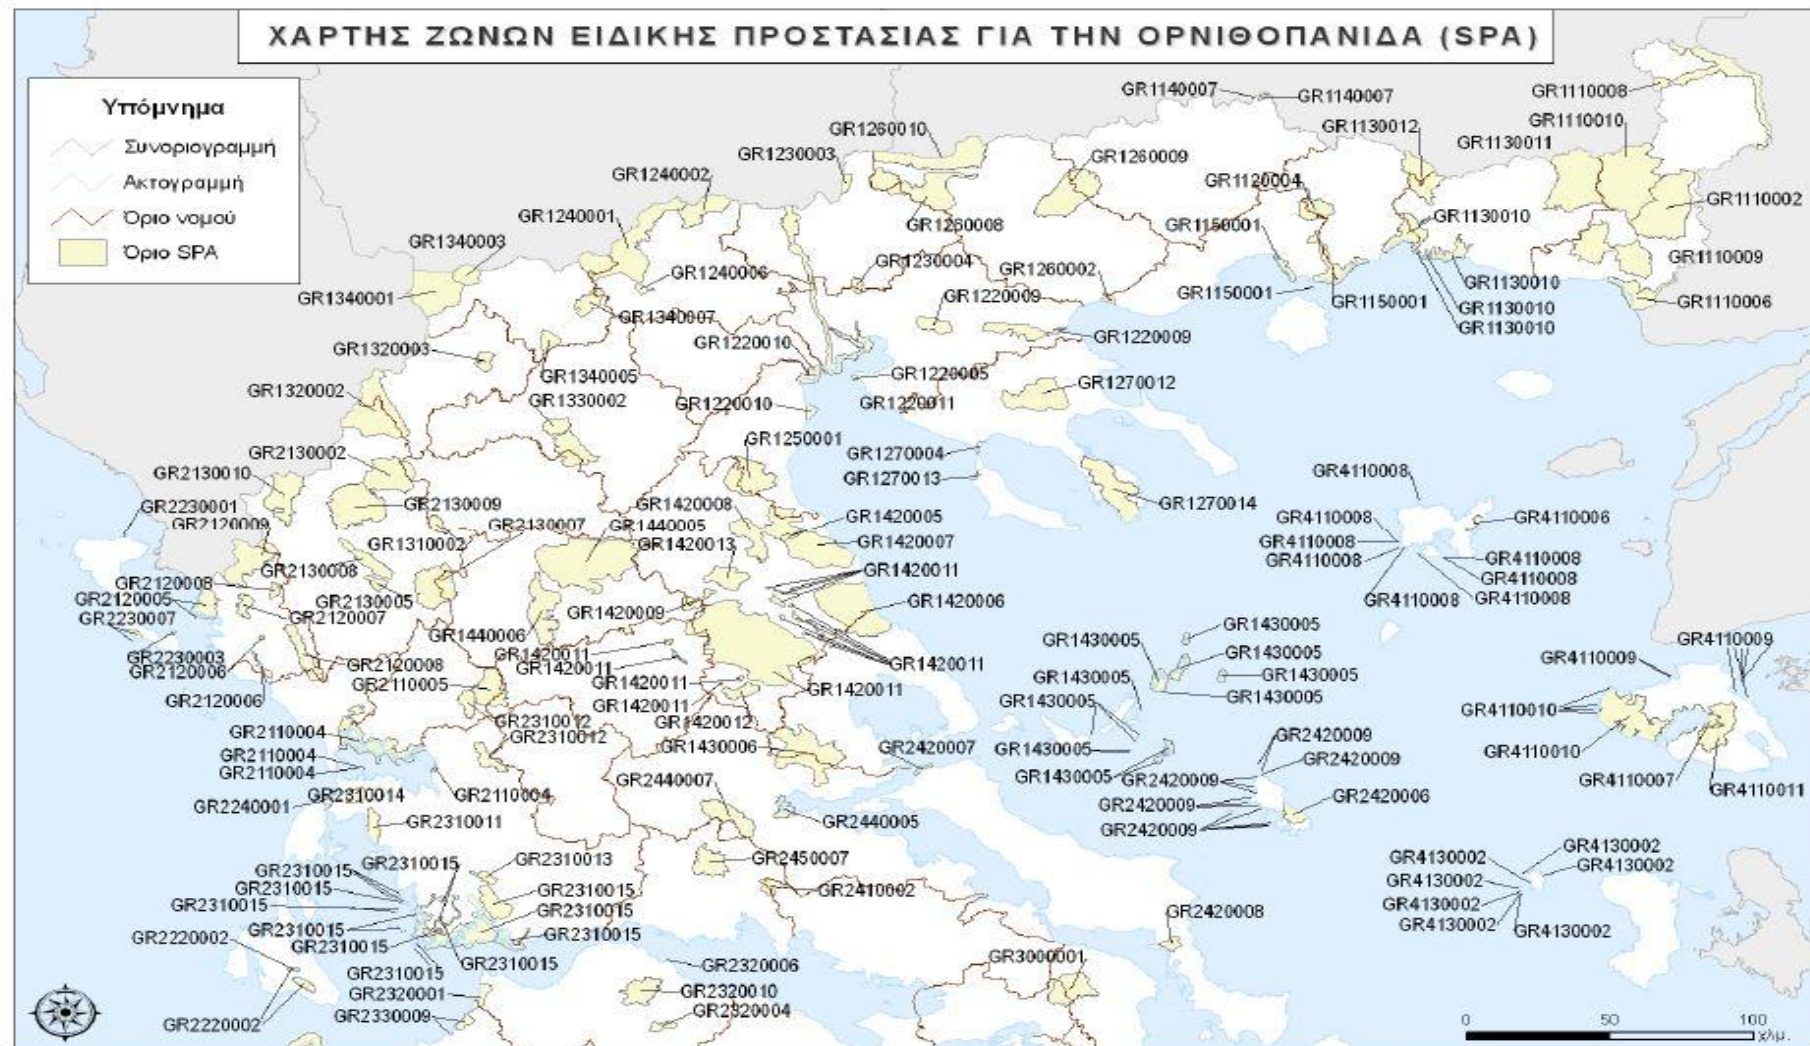 ΧΑΡΤΗΣ ΖΩΝΩΝ ΕΙΔΙΚΗΣ ΠΡΟΣΤΑΣΙΑΣ ΓΙΑ ΤΗΝ ΟΡΝΙΘΟΠΑΝΙΔΑ (SPA)
Υπόμνημα
Συνοριογραμμή
Ακτογραμμή
Όριο νομού
Όριο SPA
GR1140007
GR1140007
GR1110008
GR1110010
GR1130012
GR1130011
GR1260010
GR1230003
GR1260009
GR1240002
GR1120004
GR1110002
GR1240001
GR1260008
GR1150001
GR1130010
GR1340003
GR1240006
GR1230004
GR1260002
GR1110009
GR1340001
GR1220009
GR1150001
GR1150001
GR1130010
GR1110006
GR1130010
GR1130010
GR1340007
GR1220010
GR1220009
GR1320003
GR1340005
GR1220005
GR1270012
GR1320002
GR1330002
GR1220010
GR1220011
GR1250001
GR2130002
GR1270004
GR2130010
GR1270013
GR4110008
GR2230001
GR2130009
GR1420008
GR1270014
GR2120009
GR2130007
GR1440005
GR1420005
GR4110008
GR4110006
GR1310002
GR1420013
GR1420007
GR4110008
GR4110008
GR4110008
GR2130008
GR1420011
GR4110008
GR2120008
GR2120005
GR2130005
GR1420009
GR1420006
GR4110008
GR4110008
GR2230007
GR2120007
GR1440006
GR1430005
GR1430005
GR4110009
GR2230003
GR1420011
GR1430005
GR4110009
GR2120006
GR2120008
GR1420011
GR1420011
GR1430005
GR1430005
GR2110005
GR1420011
GR1420011
GR2120006
GR1420011
GR1430005
GR1430005
GR4110010
GR2310012
GR1420012
GR2110004
GR2310012
GR1430006
GR2420007
GR1430005
GR2420009
GR4110010
GR2110004
GR2420009
GR2110004
GR1430005
GR2440007
GR2420009
GR4110007
GR4110011
GR2310014
GR2110004
GR2240001
GR2420009
GR2420006
GR2310011
GR2440005
GR2420009
GR4130002
GR2310015
GR2310013
GR2450007
GR4130002
GR2310015
GR4130002
GR2310015
GR2310015
GR2410002
GR4130002
GR2310015
GR2310015
GR4130002
GR2310015
GR2310015
GR4130002
GR4130002
GR2220002
GR2310015
GR2420008
GR2310015
GR2320006
GR3000001
GR2310015
GR2320001
GR2320010
GR2220002
GR2330009
GR2320004
0 50 100
χλμ.